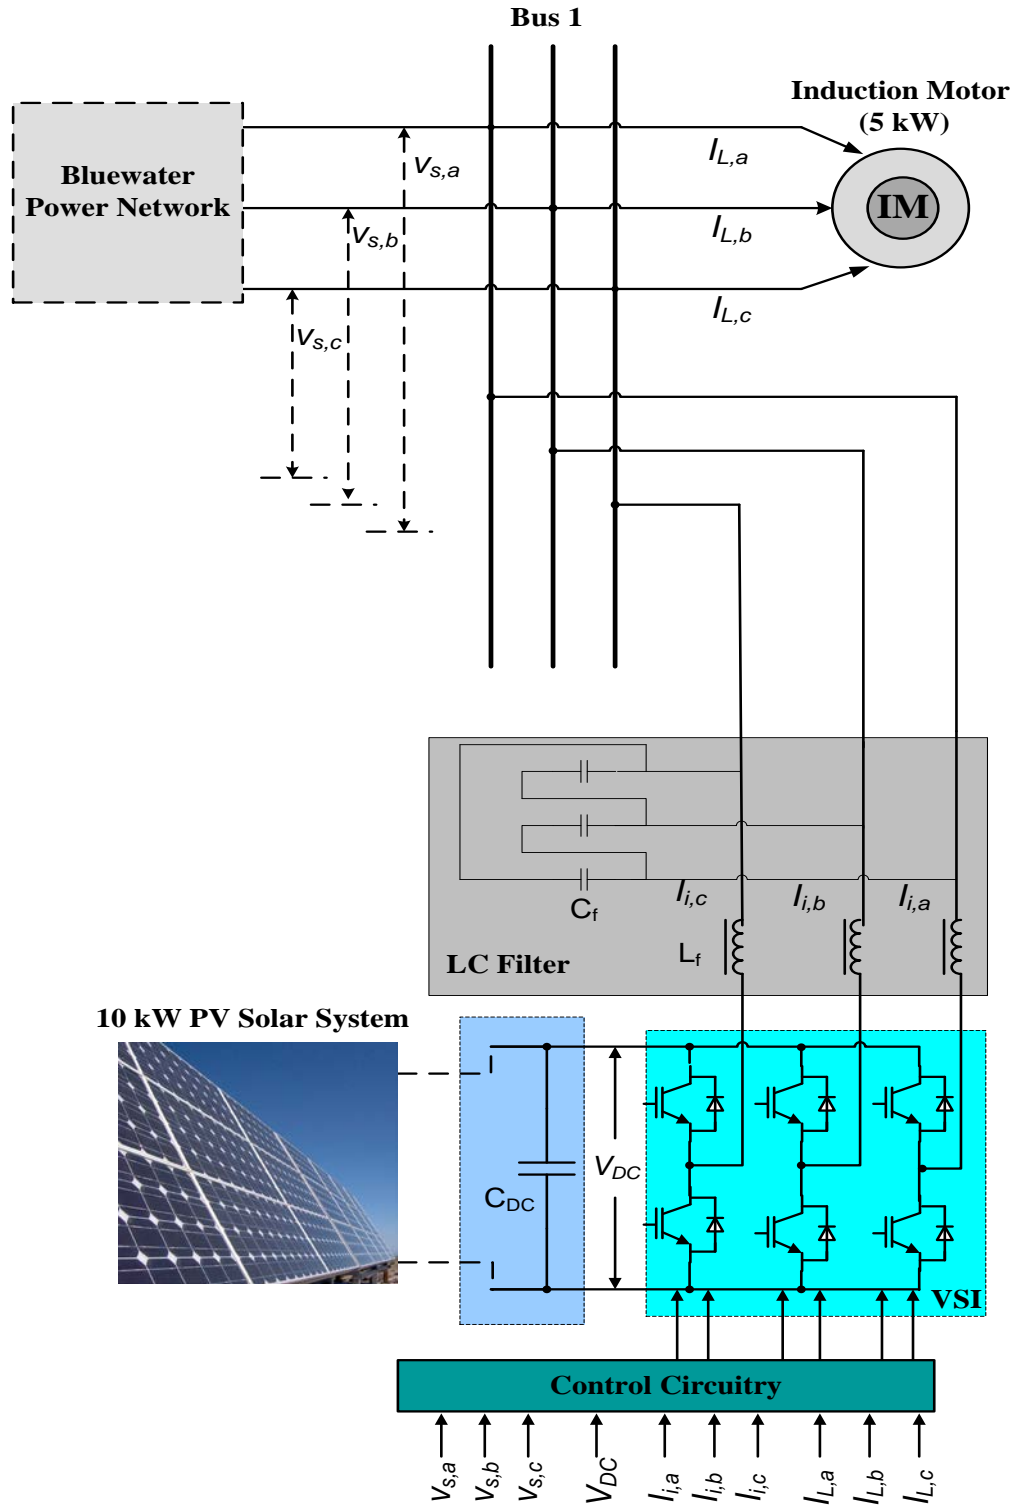 Bus 1
Induction Motor
(5 kW)
Bluewater
Power Network
IM
Vs,a
Vs,b
Vs,c
IL,a
IL,b
IL,c
Cf
Ii,c
Ii,b
Ii,a
Lf
LC Filter
10 kW PV Solar System
CDC
VDC
VSI
Control Circuitry
Vs,a
Vs,b
Vs,c
VDC
Ii,a
Ii,b
Ii,c
IL,a
IL,b
IL,c